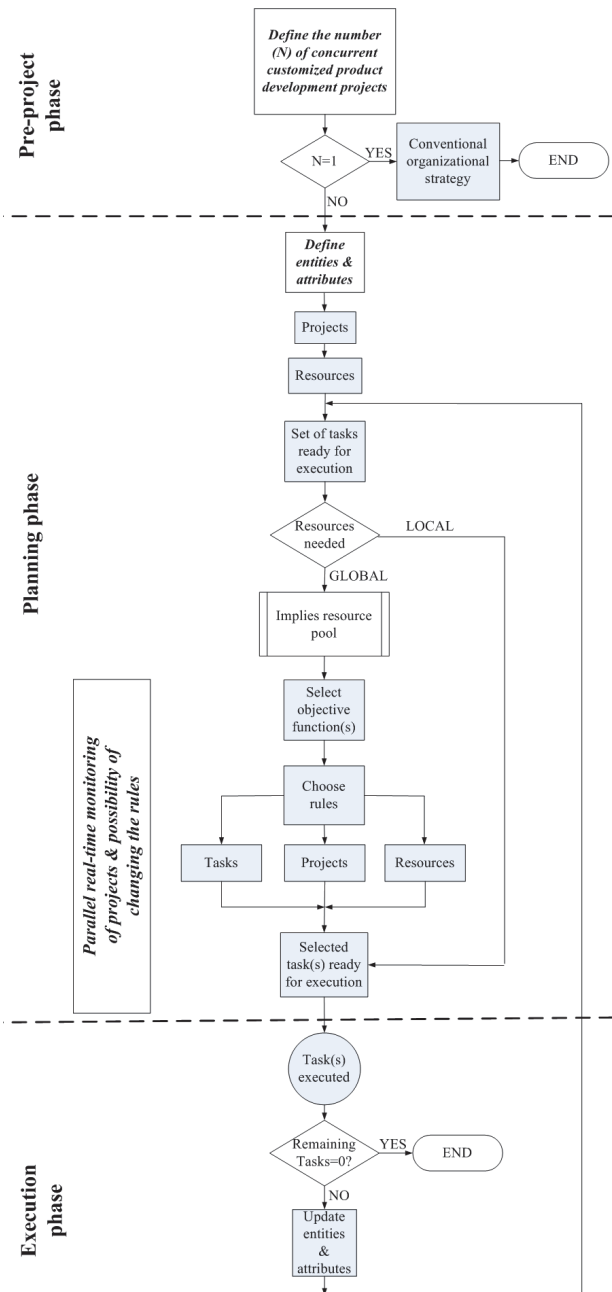 Pre-project
phase
Define the number
(N) of concurrent
customized product
development projects
N=1
YES
Conventional
organizational
strategy
END
NO
Planning phase
Define
entities &
attributes
Projects
Resources
Set of tasks
ready for
execution
Resources
needed
LOCAL
GLOBAL
Implies resource
pool
Select
objective
function(s)
Parallel real-time monitoring
of projects & possibility of
changing the rules
Choose
rules
Tasks
Projects
Resources
Selected
task(s) ready
for execution
Execution
phase
Task(s)
executed
Remaining
Tasks=0?
YES
END
NO
Update
entities
&
attributes